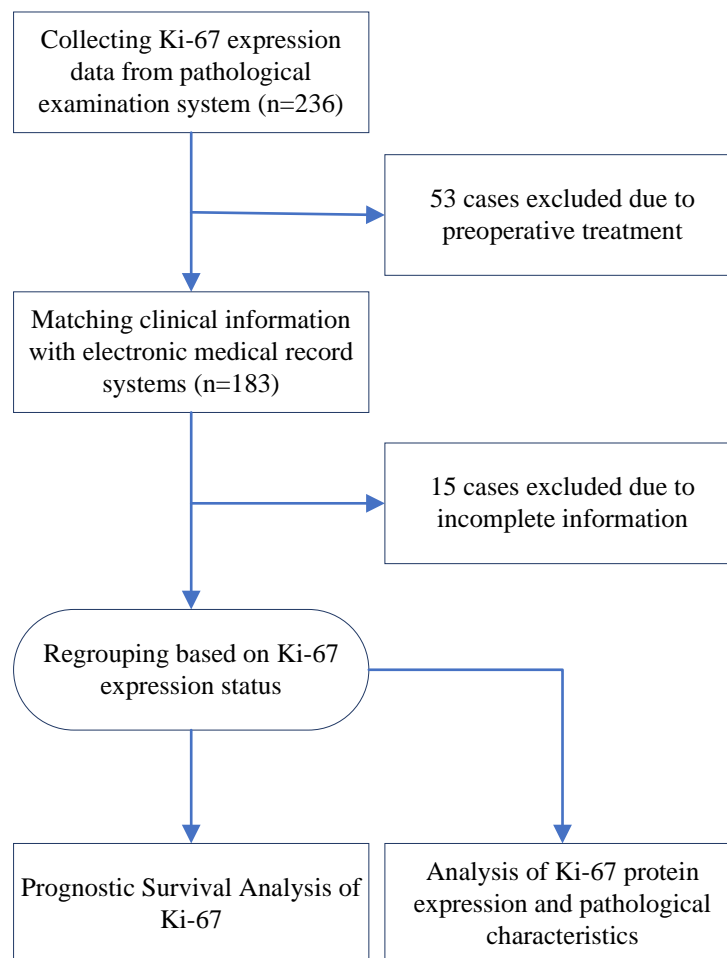 Collecting Ki-67 expression
data from pathological
examination system (n=236)
53 cases excluded due to
preoperative treatment
Matching clinical information
with electronic medical record
systems (n=183)
15 cases excluded due to
incomplete information
Regrouping based on Ki-67
expression status
Prognostic Survival Analysis of
Ki-67
Analysis of Ki-67 protein
expression and pathological
characteristics